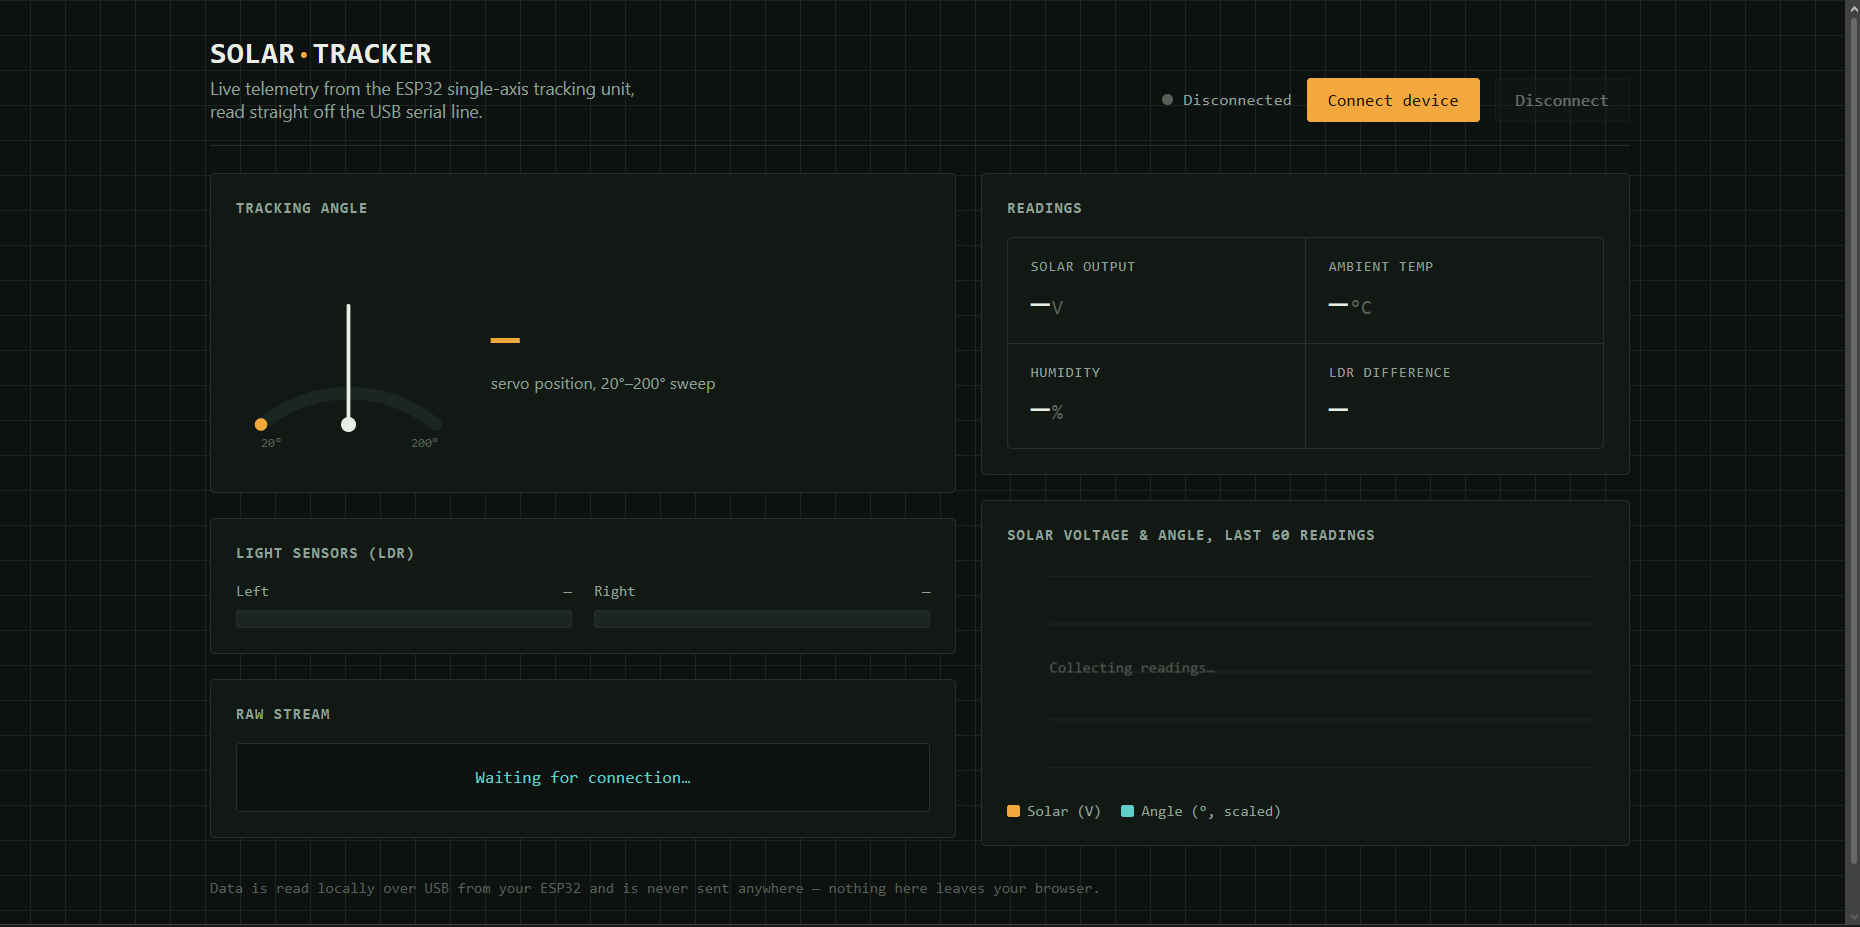 SOLAR·TRACKER
Live telemetry from the ESP32 single-axis tracking unit,
read straight off the USB serial line.
Disconnected
Connect device
Disconnect
TRACKING ANGLE
—
servo position, 20°–200° sweep
20°
200°
READINGS
SOLAR OUTPUT
—V
AMBIENT TEMP
—°C
HUMIDITY
—%
LDR DIFFERENCE
—
LIGHT SENSORS (LDR)
Left —
Right —
RAW STREAM
Waiting for connection…
SOLAR VOLTAGE & ANGLE, LAST 60 READINGS
Collecting readings…
Solar (V)
Angle (°, scaled)
Data is read locally over USB from your ESP32 and is never sent anywhere — nothing here leaves your browser.